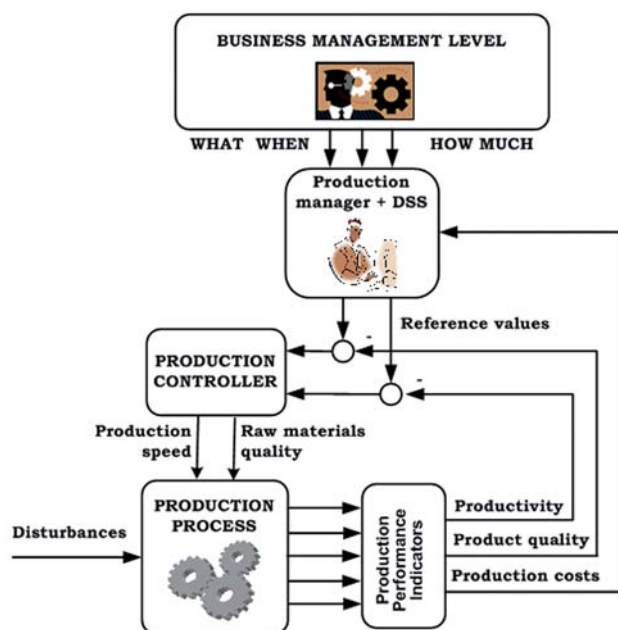 BUSINESS MANAGEMENT LEVEL
WHAT WHEN HOW MUCH
Production
manager + DSS
Reference values
PRODUCTION
CONTROLLER
Production
speed
Raw materials
quality
PRODUCTION
PROCESS
Disturbances
Production
Performance
Indicators
Productivity
Product quality
Production costs
-
-